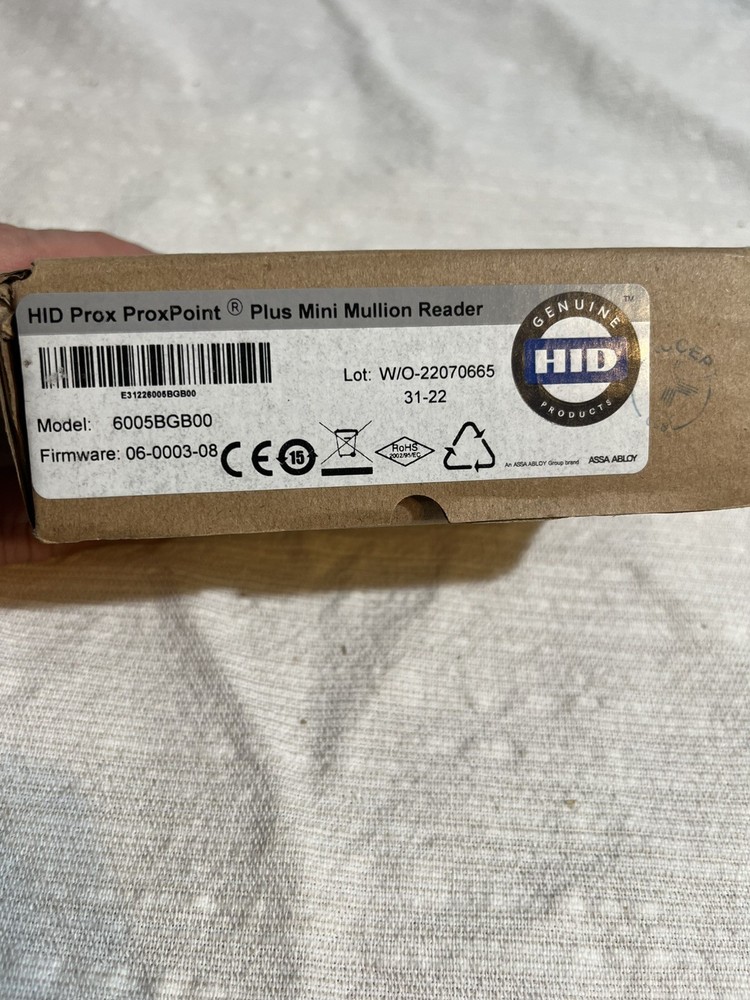 HID Prox ProxPoint ® Plus Mini Mullion Reader
E31226005BGB00
Lot: W/O-22070665
31-22
Model: 6005BGB00
Firmware: 06-0003-08
CE
15
RoHS
2002/95/EC
An ASSA ABLOY Group brand
ASSA ABLOY
GENUINE
HID
PRODUCTS
TM